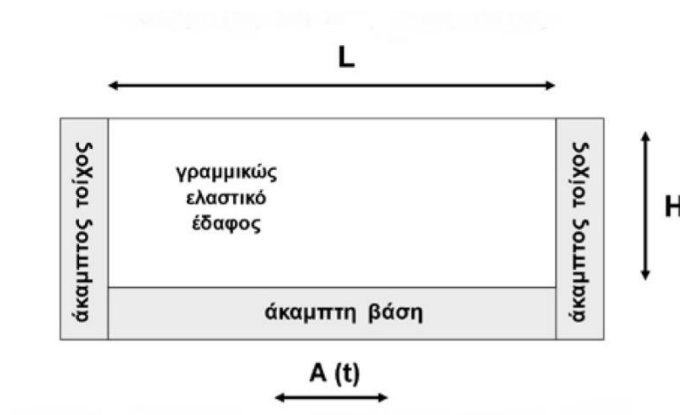 L
γραμμικώς
ελαστικό
έδαφος
άκαμπτος τοίχος
άκαμπτος τοίχος
H
άκαμπτη βάση
A (t)